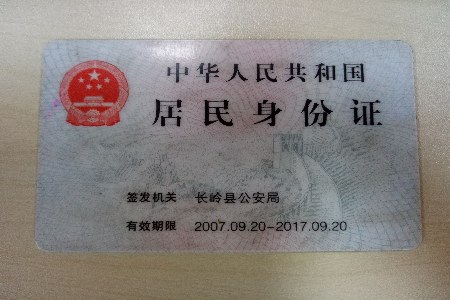 中华人民共和国
居民身份证
签发机关 长岭县公安局
有效期限 2007.09.20-2017.09.20